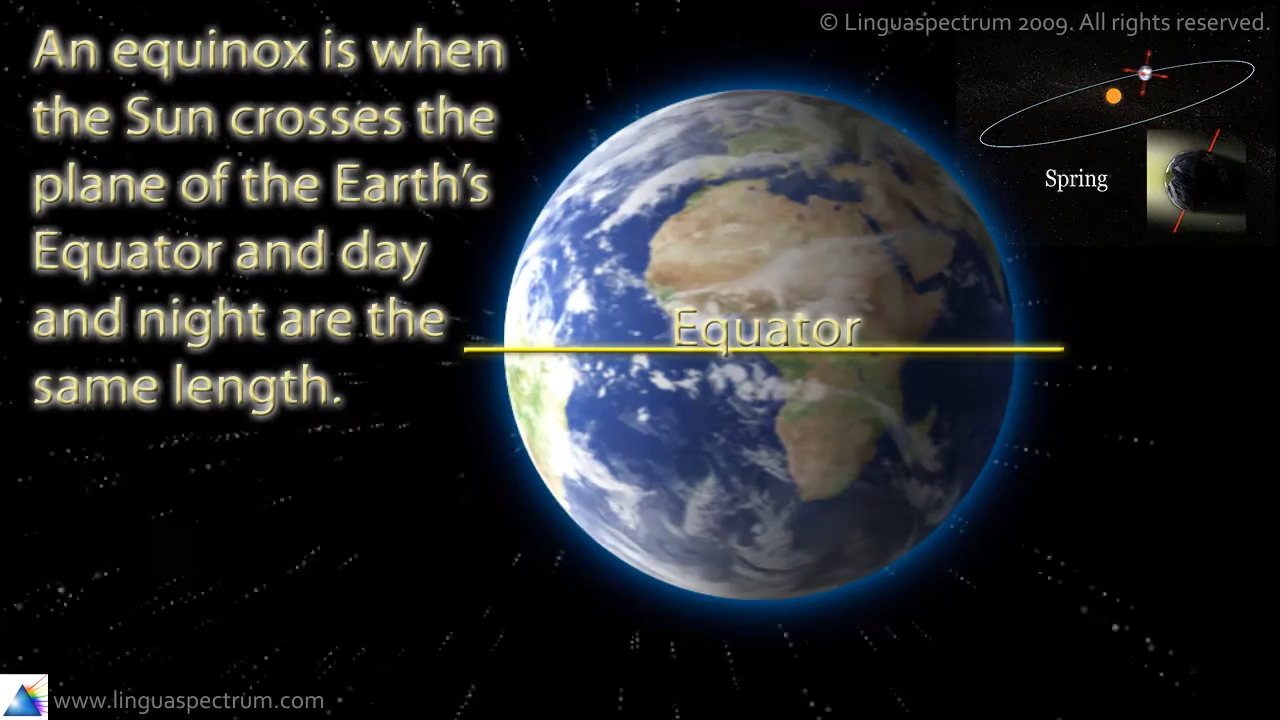 © Linguaspectrum 2009. All rights reserved.
An equinox is when
the Sun crosses the
plane of the Earth’s
Equator and day
and night are the
same length.
Spring
Equator
www.linguaspectrum.com